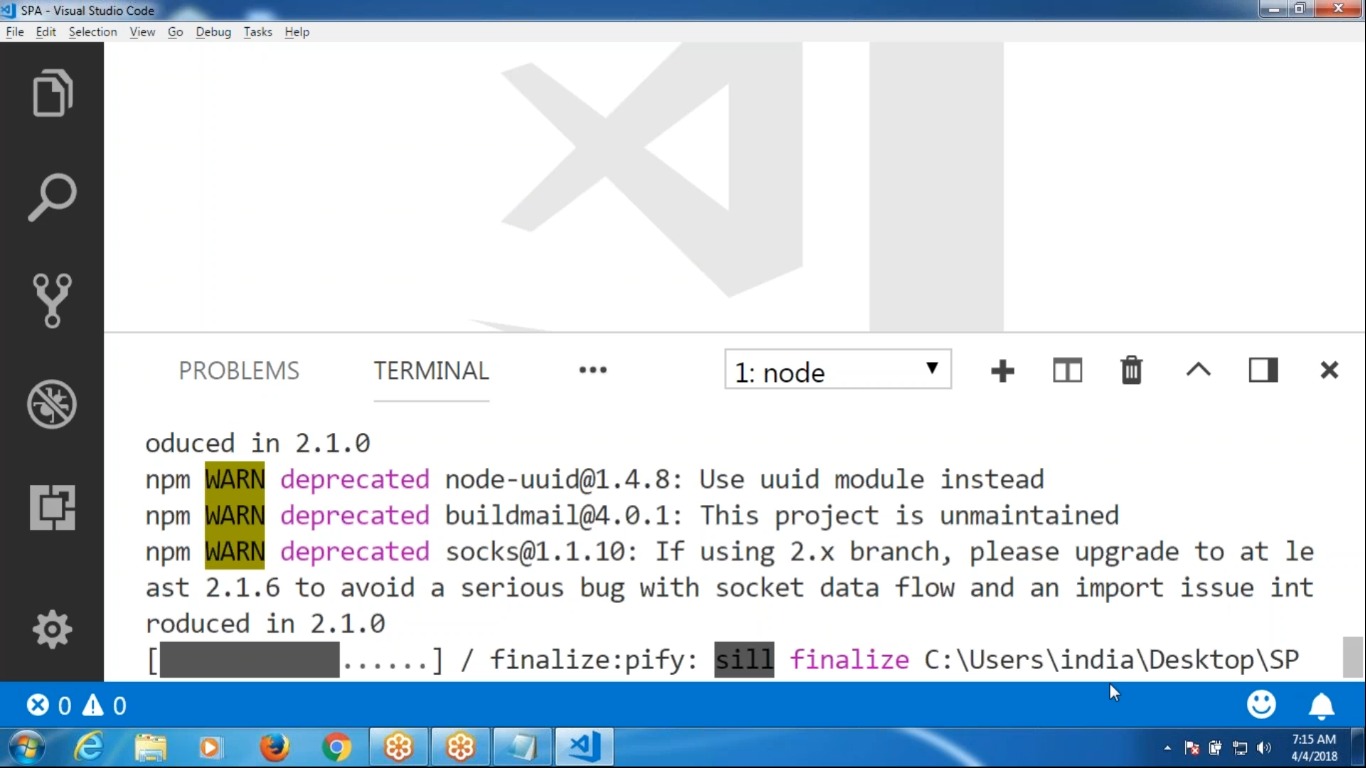 SPA - Visual Studio Code
File Edit Selection View Go Debug Tasks Help
PROBLEMS TERMINAL ••• 1: node
oduced in 2.1.0
npm WARN deprecated node-uuid@1.4.8: Use uuid module instead
npm WARN deprecated buildmail@4.0.1: This project is unmaintained
npm WARN deprecated socks@1.1.10: If using 2.x branch, please upgrade to at le
ast 2.1.6 to avoid a serious bug with socket data flow and an import issue int
roduced in 2.1.0
[ ......] / finalize:pify: sill finalize C:\Users\india\Desktop\SP
0 0
7:15 AM
4/4/2018